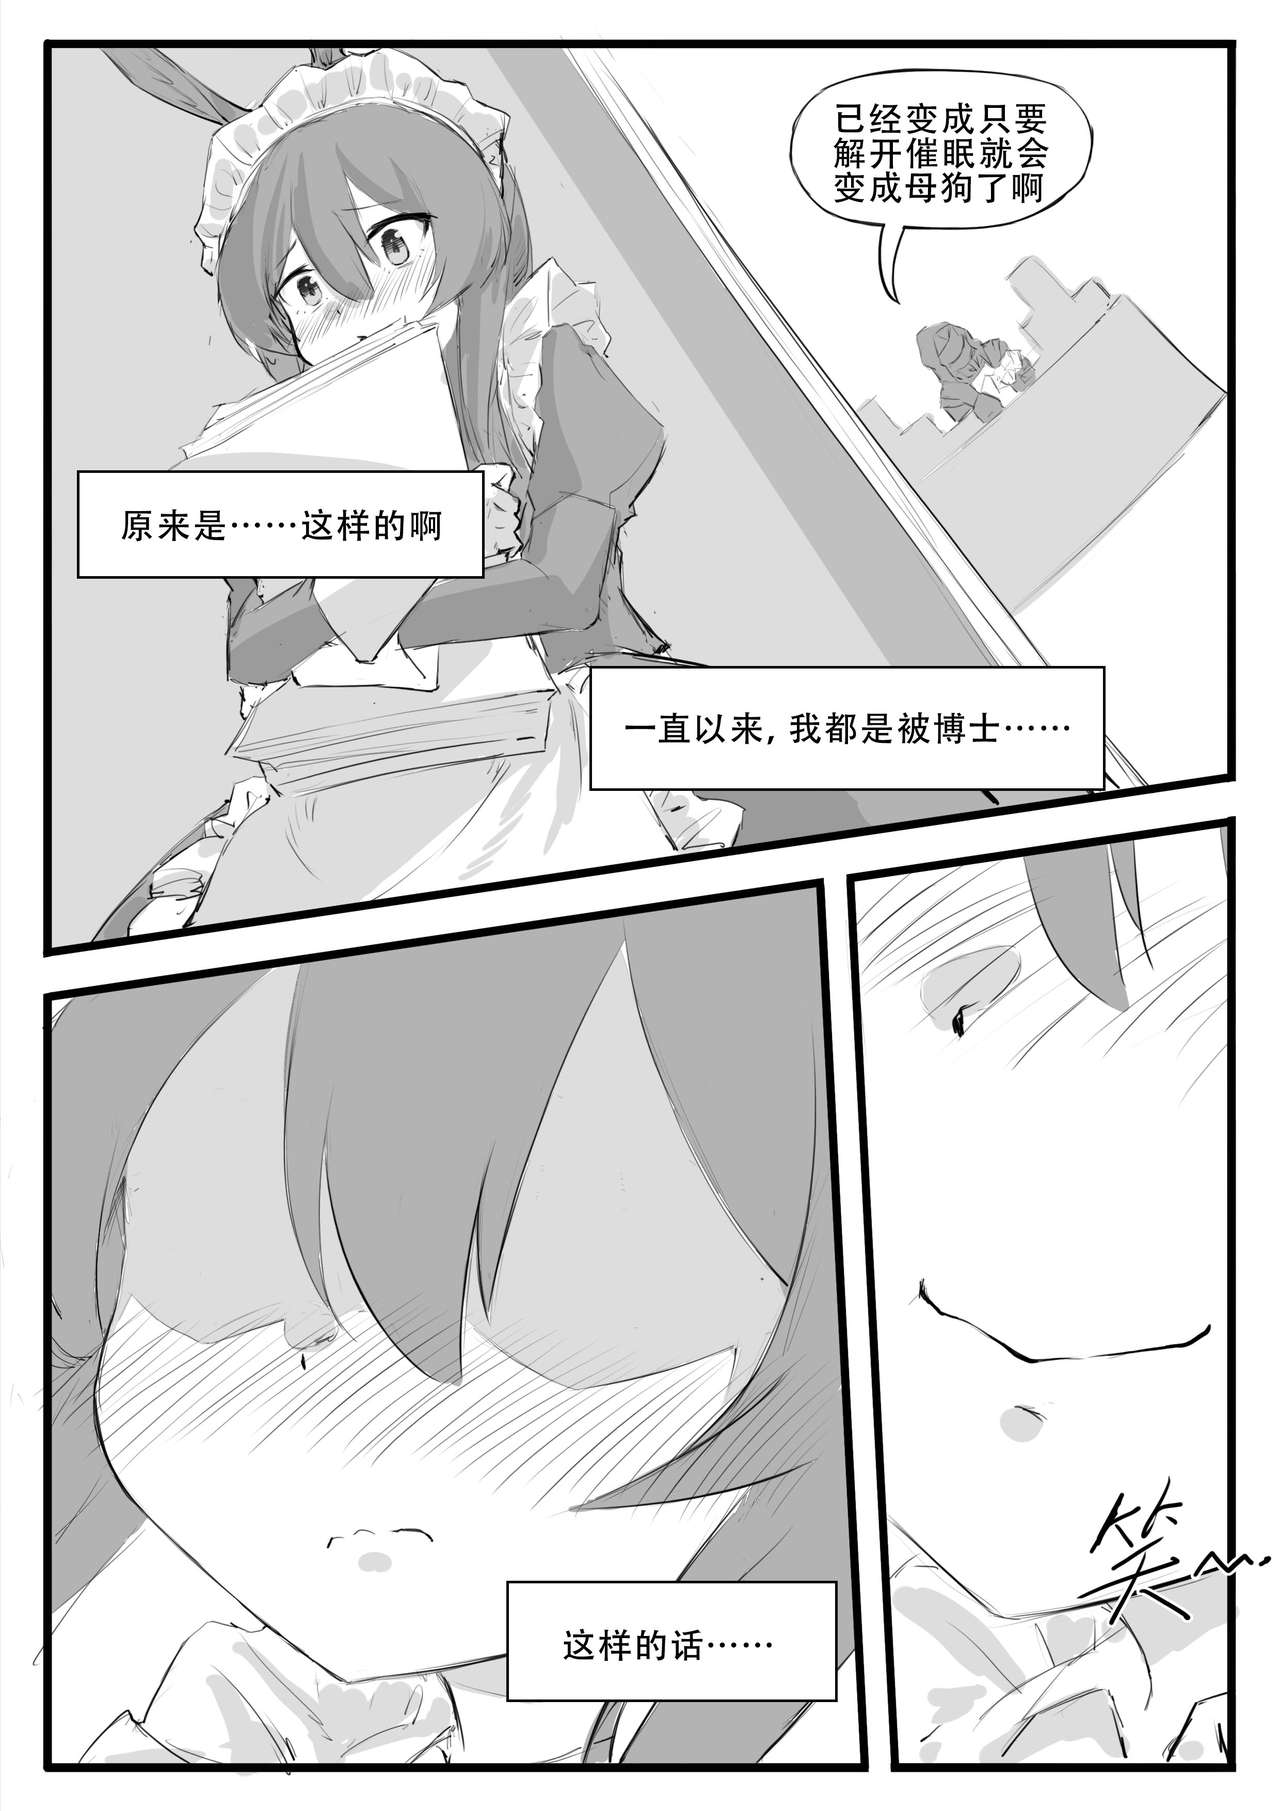 已经变成只要
解开催眠就会
变成母狗了啊
原来是……这样的啊
一直以来，我都是被博士……
这样的话……
笑